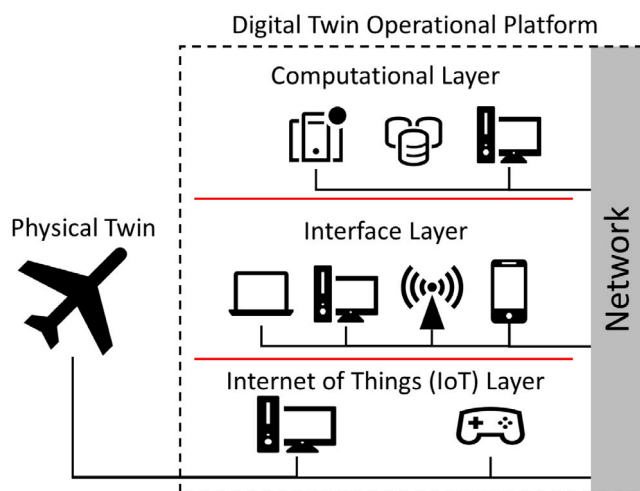 Digital Twin Operational Platform
Computational Layer
Physical Twin
Interface Layer
Network
Internet of Things (IoT) Layer